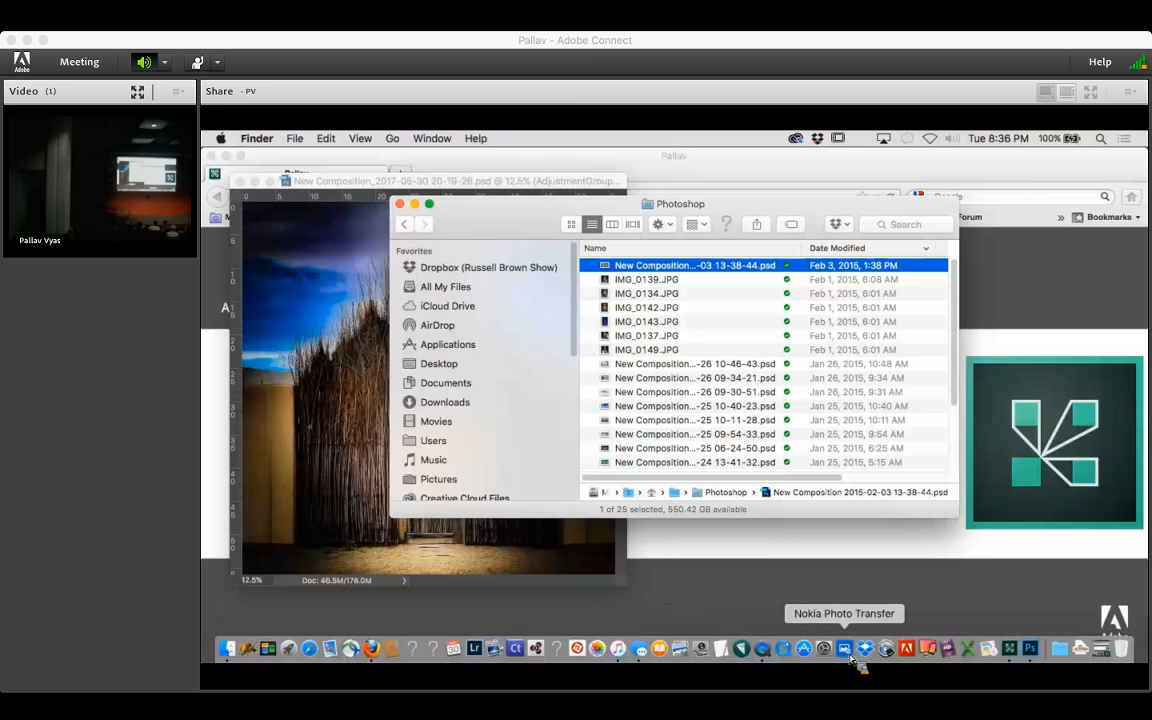 Pallav - Adobe Connect
Adobe Meeting Help
Video (1)
Share - PV
Pallav Vyas
Finder File Edit View Go Window Help Tue 8:36 PM 100%
Pallav
New Composition_2017-05-30 20-19-26.psd @ 12.5% (AdjustmentGroup...
Forum » Bookmarks
Photoshop
Search
Favorites
Dropbox (Russell Brown Show)
All My Files
iCloud Drive
AirDrop
Applications
Desktop
Documents
Downloads
Movies
Users
Music
Pictures
Creative Cloud Files
Name Date Modified
New Composition...-03 13-38-44.psd Feb 3, 2015, 1:38 PM
IMG_0139.JPG Feb 1, 2015, 6:08 AM
IMG_0134.JPG Feb 1, 2015, 6:01 AM
IMG_0142.JPG Feb 1, 2015, 6:01 AM
IMG_0143.JPG Feb 1, 2015, 6:01 AM
IMG_0137.JPG Feb 1, 2015, 6:01 AM
IMG_0149.JPG Feb 1, 2015, 6:01 AM
New Composition...-26 10-46-43.psd Jan 26, 2015, 10:48 AM
New Composition...-26 09-34-21.psd Jan 26, 2015, 9:34 AM
New Composition...-26 09-30-51.psd Jan 26, 2015, 9:31 AM
New Composition...-25 10-40-23.psd Jan 25, 2015, 10:40 AM
New Composition...-25 10-11-28.psd Jan 25, 2015, 10:11 AM
New Composition...-25 09-54-33.psd Jan 25, 2015, 9:54 AM
New Composition...-25 06-24-50.psd Jan 25, 2015, 6:25 AM
New Composition...-24 13-41-32.psd Jan 25, 2015, 5:15 AM
M Photoshop New Composition 2015-02-03 13-38-44.psd
1 of 25 selected, 550.42 GB available
12.5% Doc: 46.5M/178.0M
Nokia Photo Transfer
30 Lr Ct Ps